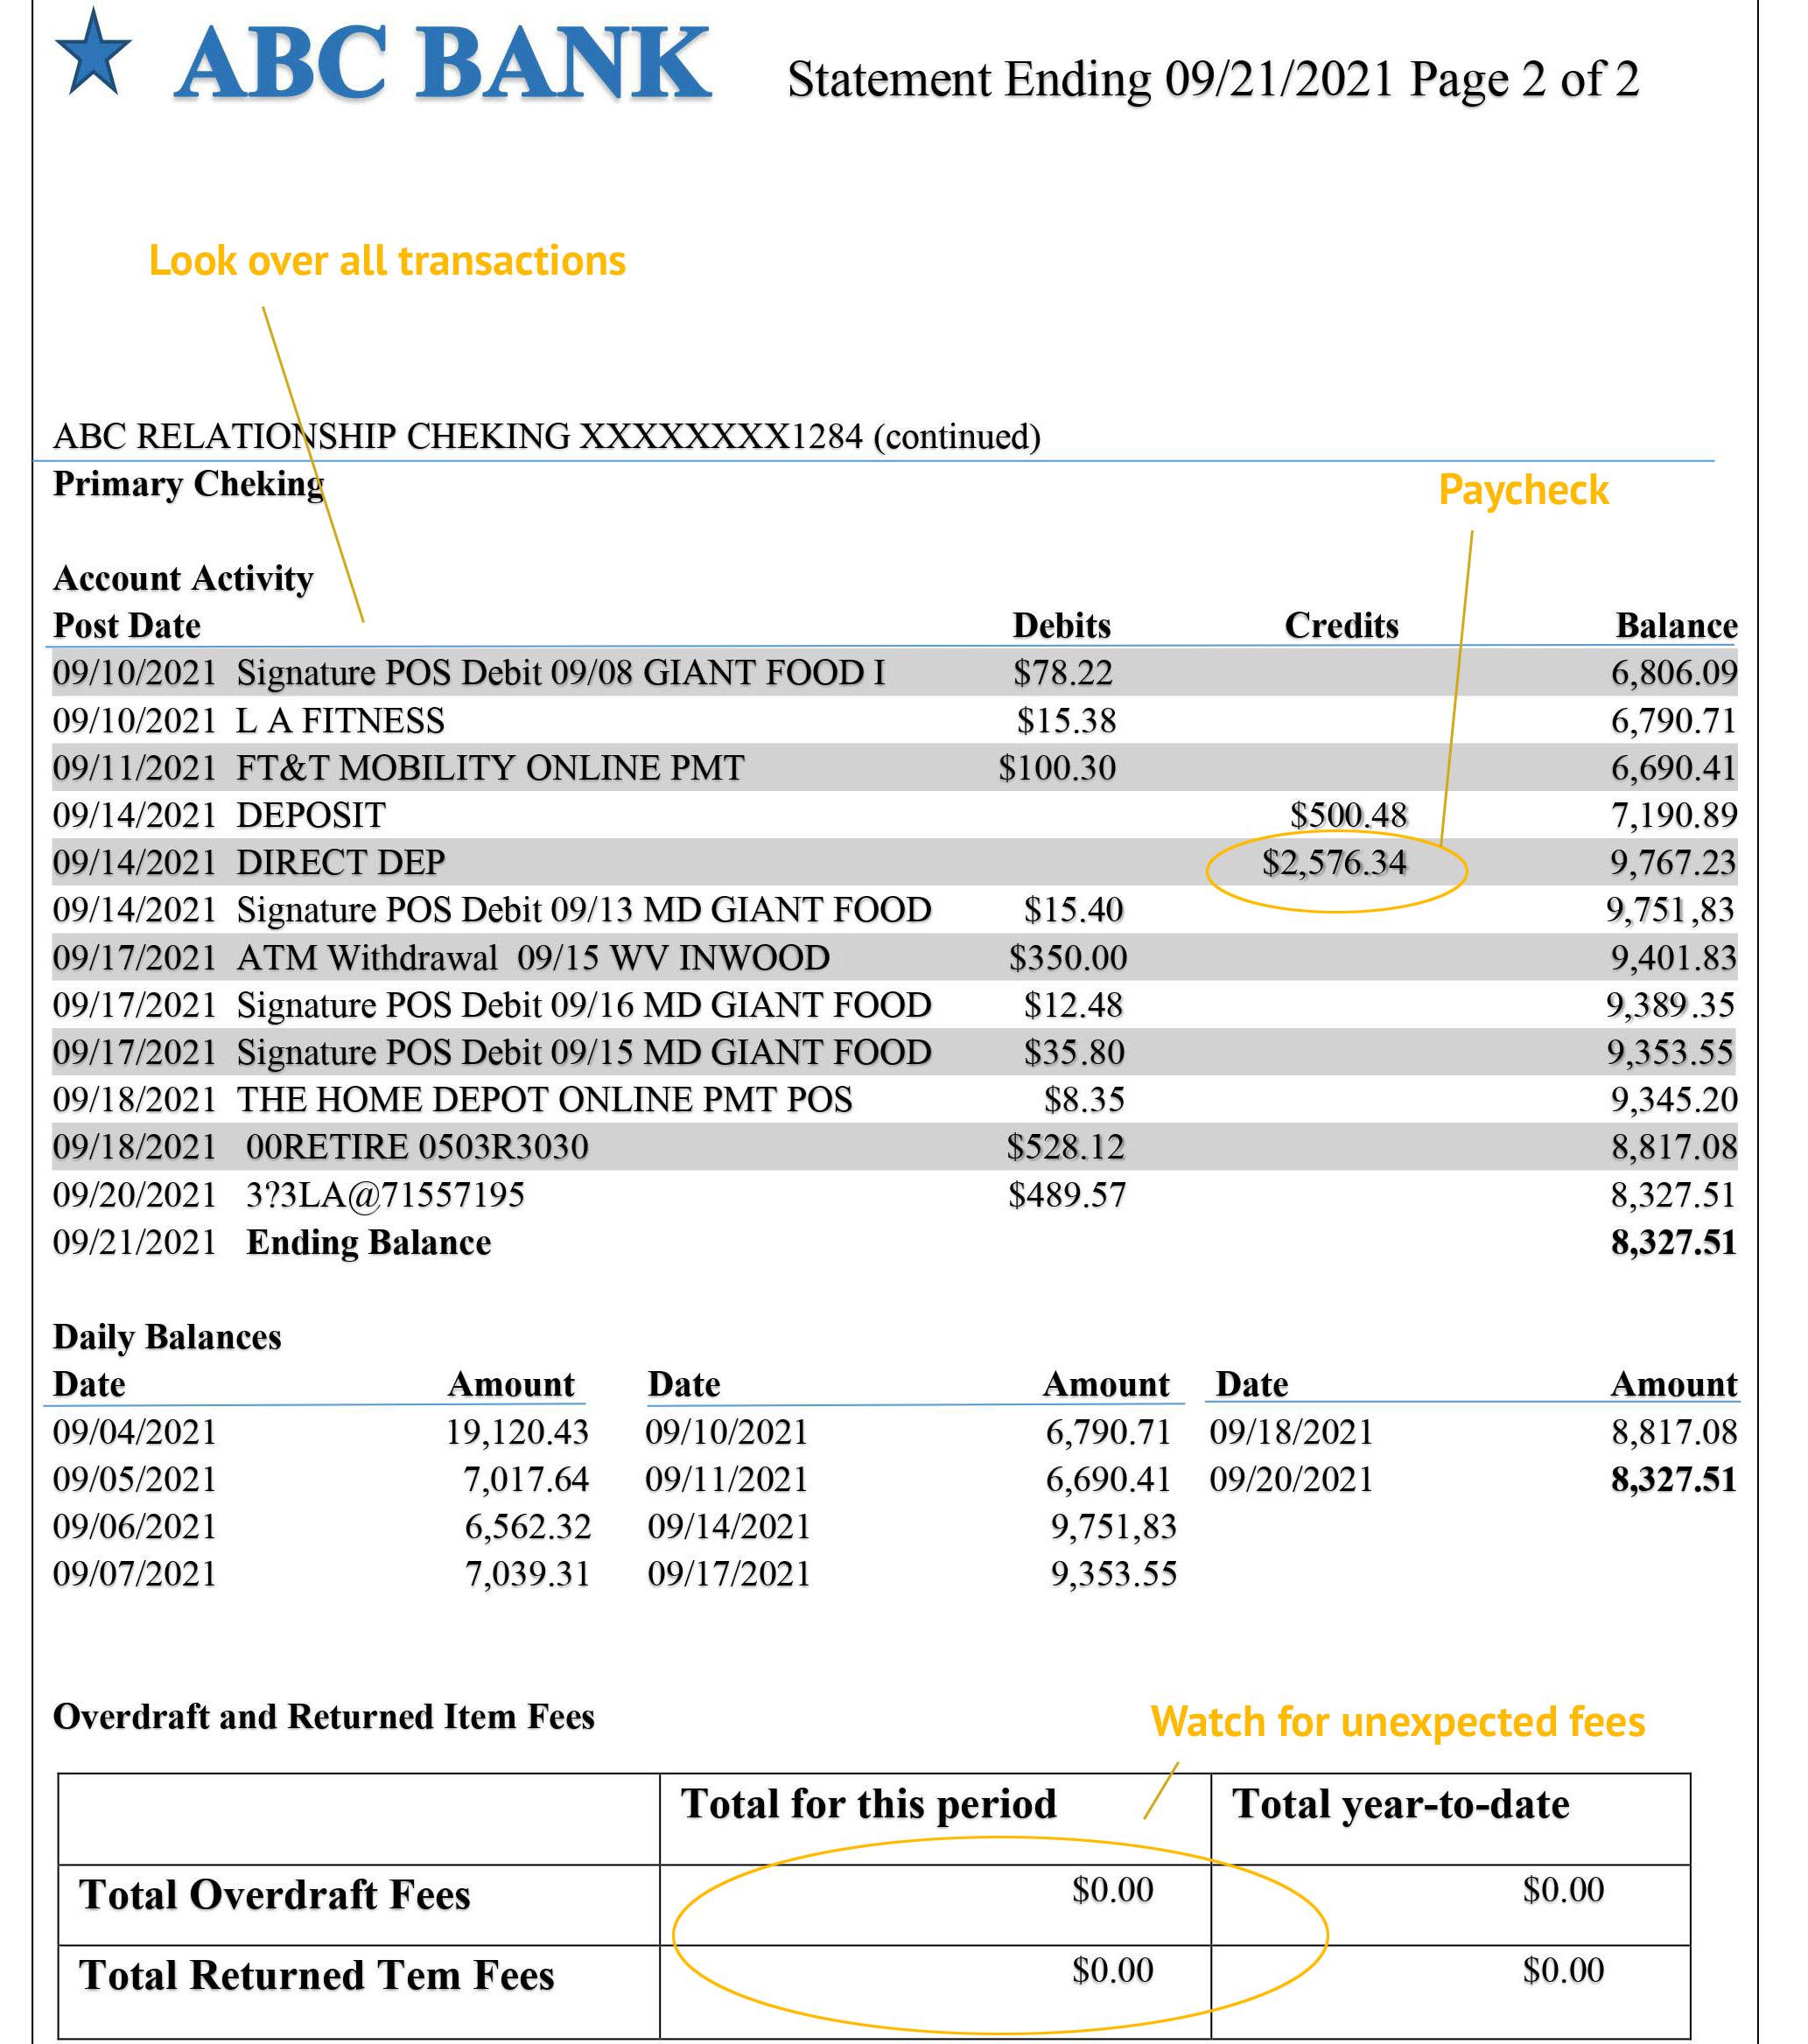 ABC BANK Statement Ending 09/21/2021 Page 2 of 2
Look over all transactions
ABC RELATIONSHIP CHEKING XXXXXXXX1284 (continued)
Primary Cheking
Paycheck
Account Activity
Post Date Debits Credits Balance
09/10/2021 Signature POS Debit 09/08 GIANT FOOD I $78.22 6,806.09
09/10/2021 L A FITNESS $15.38 6,790.71
09/11/2021 FT&T MOBILITY ONLINE PMT $100.30 6,690.41
09/14/2021 DEPOSIT $500.48 7,190.89
09/14/2021 DIRECT DEP $2,576.34 9,767.23
09/14/2021 Signature POS Debit 09/13 MD GIANT FOOD $15.40 9,751,83
09/17/2021 ATM Withdrawal 09/15 WV INWOOD $350.00 9,401.83
09/17/2021 Signature POS Debit 09/16 MD GIANT FOOD $12.48 9,389.35
09/17/2021 Signature POS Debit 09/15 MD GIANT FOOD $35.80 9,353.55
09/18/2021 THE HOME DEPOT ONLINE PMT POS $8.35 9,345.20
09/18/2021 00RETIRE 0503R3030 $528.12 8,817.08
09/20/2021 3?3LA@71557195 $489.57 8,327.51
09/21/2021 Ending Balance 8,327.51
Daily Balances
Date Amount Date Amount Date Amount
09/04/2021 19,120.43 09/10/2021 6,790.71 09/18/2021 8,817.08
09/05/2021 7,017.64 09/11/2021 6,690.41 09/20/2021 8,327.51
09/06/2021 6,562.32 09/14/2021 9,751,83
09/07/2021 7,039.31 09/17/2021 9,353.55
Overdraft and Returned Item Fees
Watch for unexpected fees
Total for this period Total year-to-date
Total Overdraft Fees $0.00 $0.00
Total Returned Tem Fees $0.00 $0.00